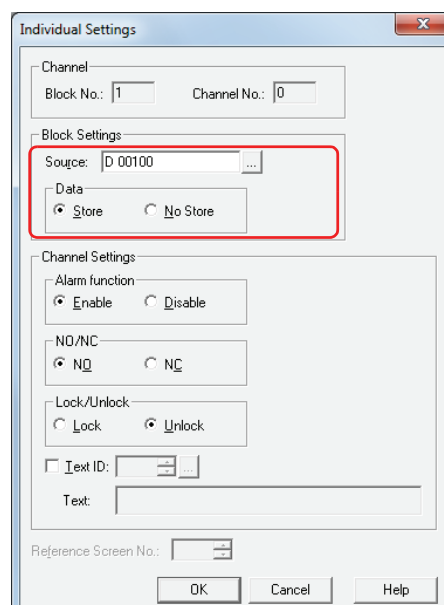 Individual Settings
Channel
Block No.: 1 Channel No.: 0
Block Settings
Source: D 00100 ...
Data
Store No Store
Channel Settings
Alarm function
Enable Disable
NO/NC
NO NC
Lock/Unlock
Lock Unlock
Text ID: ...
Text:
Reference Screen No.:
OK Cancel Help